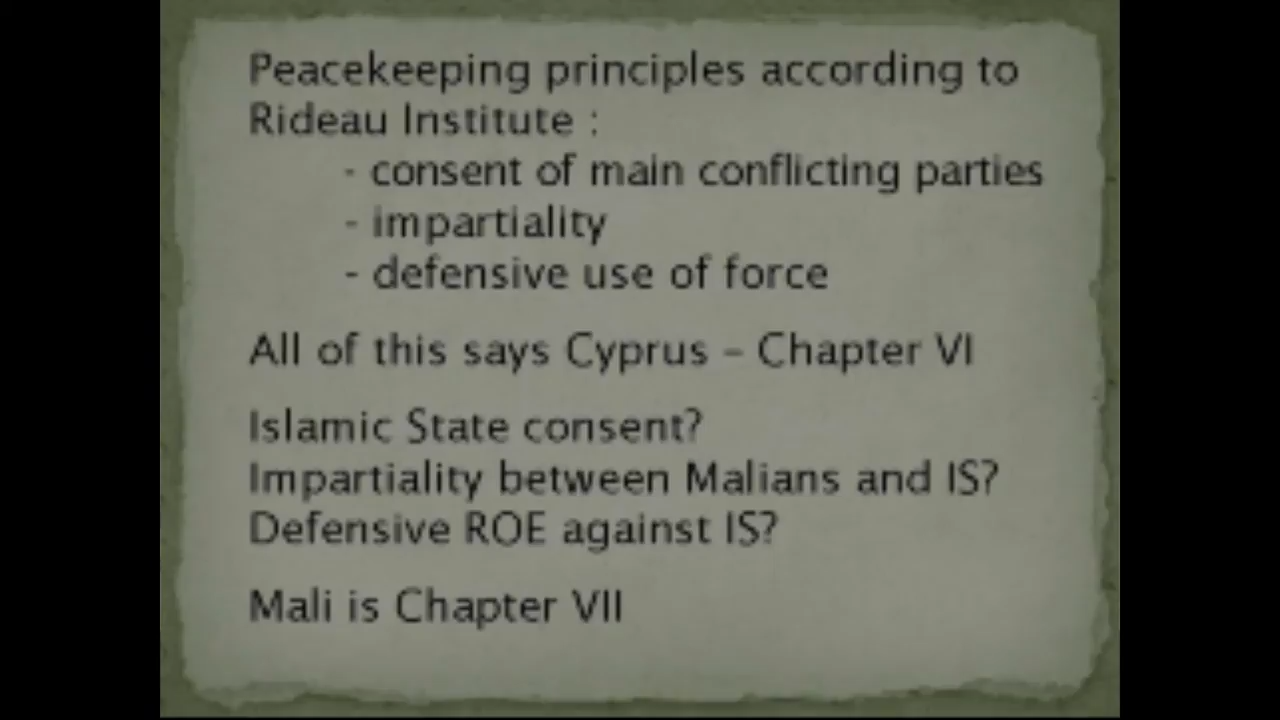 Peacekeeping principles according to
Rideau Institute :
- consent of main conflicting parties
- impartiality
- defensive use of force
All of this says Cyprus – Chapter VI
Islamic State consent?
Impartiality between Malians and IS?
Defensive ROE against IS?
Mali is Chapter VII